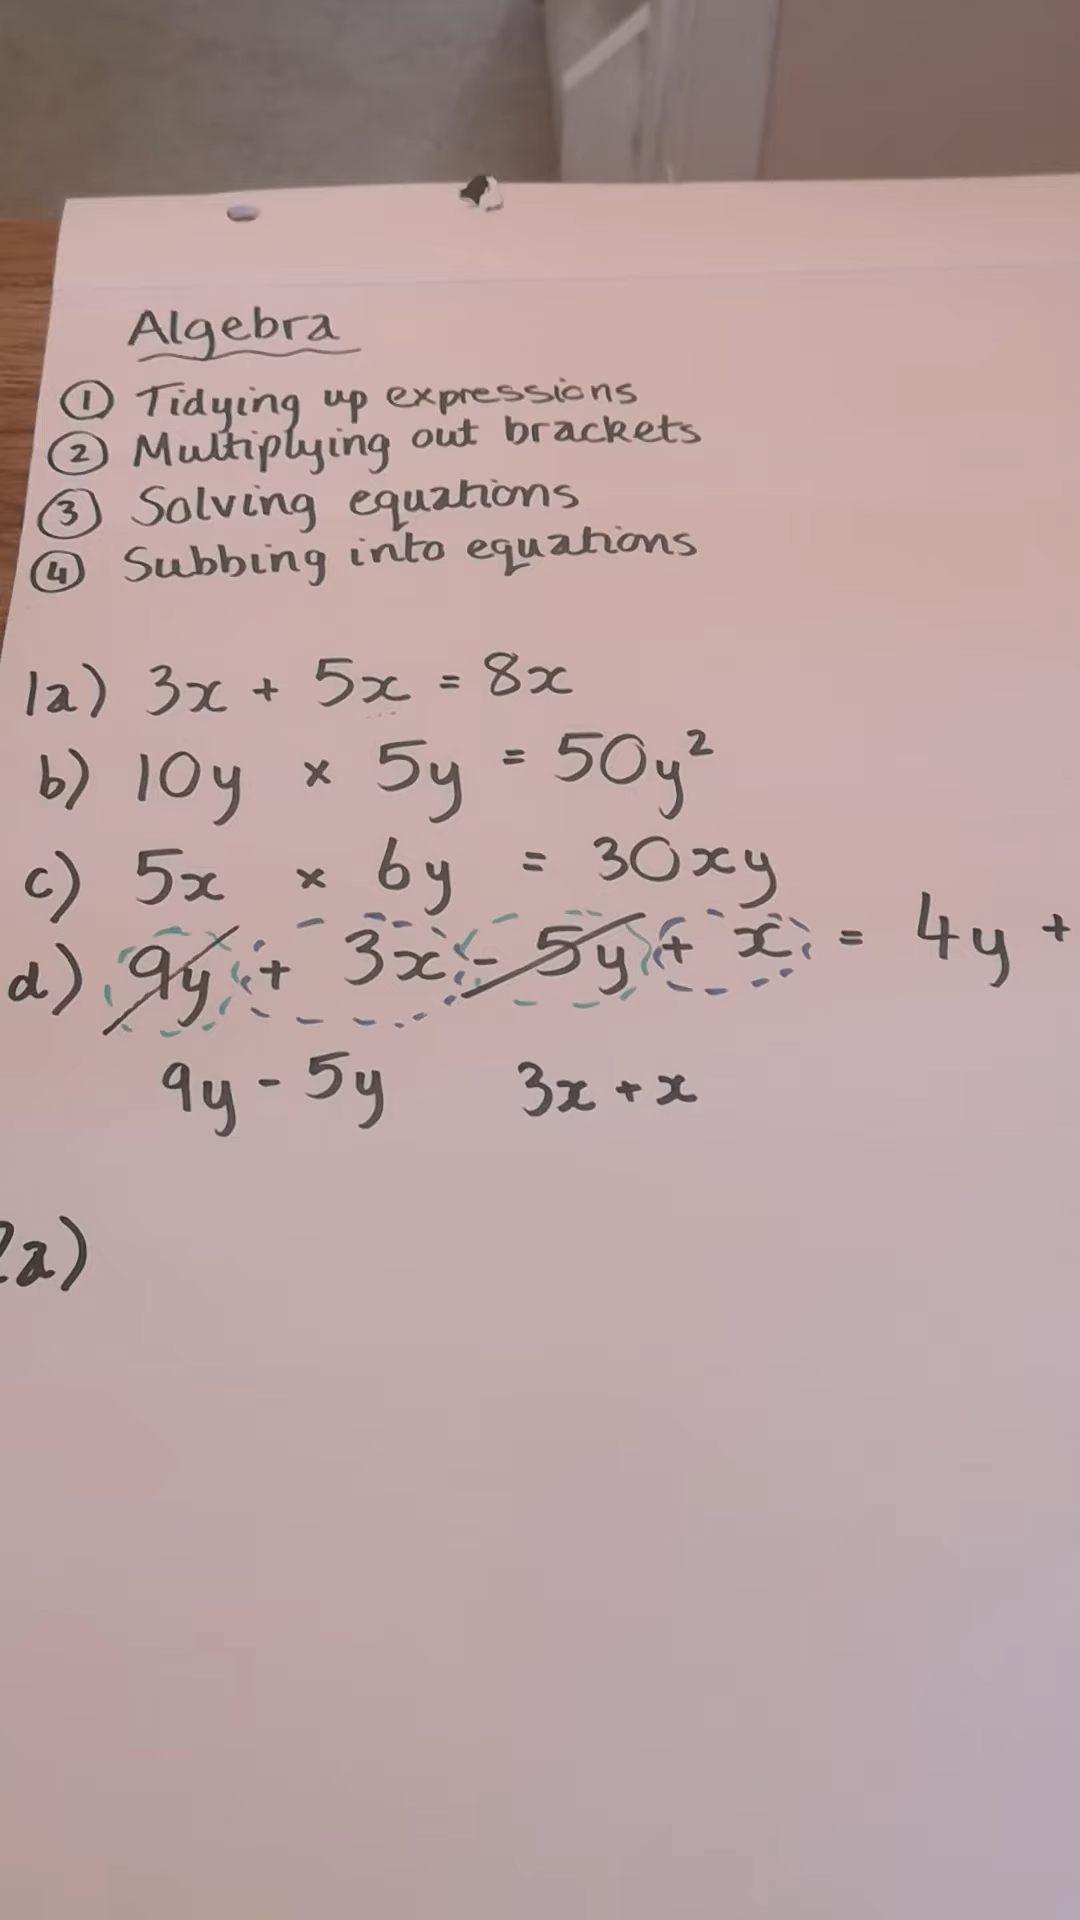 Algebra
① Tidying up expressions
② Multiplying out brackets
③ Solving equations
④ Subbing into equations
1a) 3x + 5x = 8x
b) 10y × 5y = 50y²
c) 5x × 6y = 30xy
d) 9y + 3x - 5y + x = 4y +
9y - 5y 3x + x
2a)